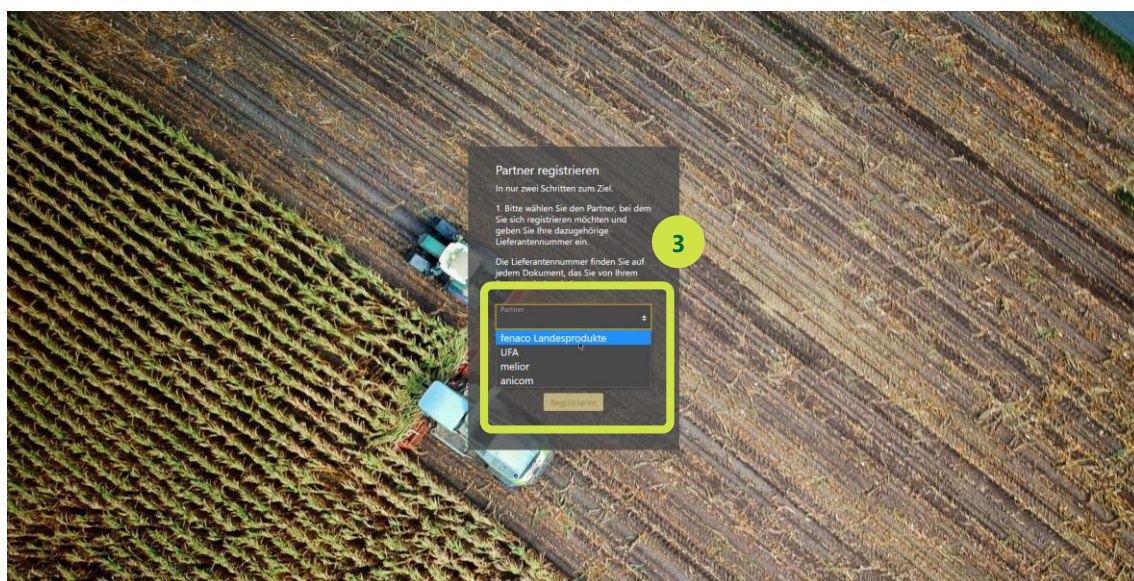 Partner registrieren
In nur zwei Schritten zum Ziel.
1. Bitte wählen Sie den Partner, bei dem
Sie sich registrieren möchten und
geben Sie Ihre dazugehörige
Lieferantennummer ein.
3
Die Lieferantennummer finden Sie auf
jedem Dokument, das Sie von Ihrem
Partner
fenaco Landesprodukte
UFA
melior
anicom
Registrieren